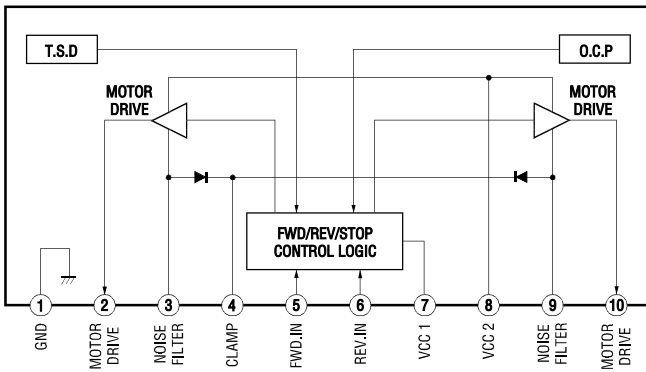 T.S.D
O.C.P
MOTOR
DRIVE
MOTOR
DRIVE
FWD/REV/STOP
CONTROL LOGIC
1
2
3
4
5
6
7
8
9
10
GND
MOTOR
DRIVE
NOISE
FILTER
CLAMP
FWD.IN
REV.IN
VCC 1
VCC 2
NOISE
FILTER
MOTOR
DRIVE